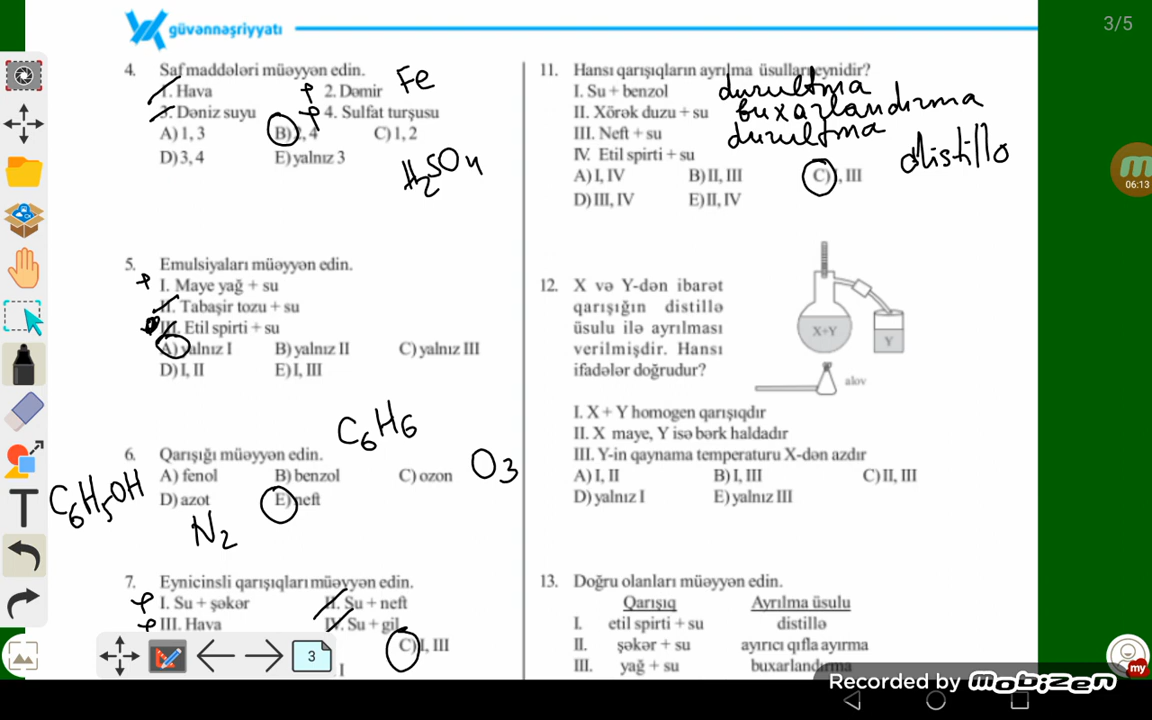 güvənnəşriyyatı
3/5
4. Saf maddələri müəyyən edin.
1. Hava 2. Dəmir Fe
3. Dəniz suyu 4. Sulfat turşusu
A) 1, 3 B) 2, 4 C) 1, 2
D) 3, 4 E) yalnız 3
H2SO4
5. Emulsiyaları müəyyən edin.
I. Maye yağ + su
II. Tabaşir tozu + su
III. Etil spirti + su
A) yalnız I B) yalnız II C) yalnız III
D) I, II E) I, III
C6H6
6. Qarışığı müəyyən edin.
A) fenol B) benzol C) ozon O3
C6H5OH
D) azot E) neft
N2
7. Eynicinsli qarışıqları müəyyən edin.
I. Su + şəkər II. Su + neft
III. Hava IV. Su + gil
C) I, III
11. Hansı qarışıqların ayrılma üsulları eynidir?
I. Su + benzol durultma
II. Xörək duzu + su buxarlandırma
III. Neft + su durultma
IV. Etil spirti + su distillə
A) I, IV B) II, III C) I, III
D) III, IV E) II, IV
12. X və Y-dən ibarət
qarışığın distillə
üsulu ilə ayrılması
verilmişdir. Hansı
ifadələr doğrudur?
X+Y
Y
alov
I. X + Y homogen qarışıqdır
II. X maye, Y isə bərk haldadır
III. Y-in qaynama temperaturu X-dən azdır
A) I, II B) I, III C) II, III
D) yalnız I E) yalnız III
13. Doğru olanları müəyyən edin.
Qarışıq Ayrılma üsulu
I. etil spirti + su distillə
II. şəkər + su ayırıcı qıfla ayırma
III. yağ + su buxarlandırma
06:13
T
3
my
Recorded by mobizen